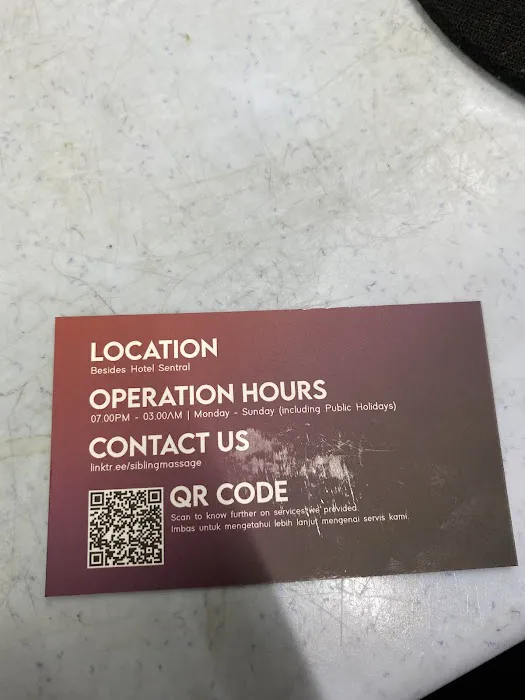 LOCATION
Besides Hotel Sentral
OPERATION HOURS
07.00PM - 03.00AM | Monday - Sunday (including Public Holidays)
CONTACT US
linktr.ee/siblingmassage
QR CODE
Scan to know further on services we provided
Imbas untuk mengetahui lebih lanjut mengenai servis kami.